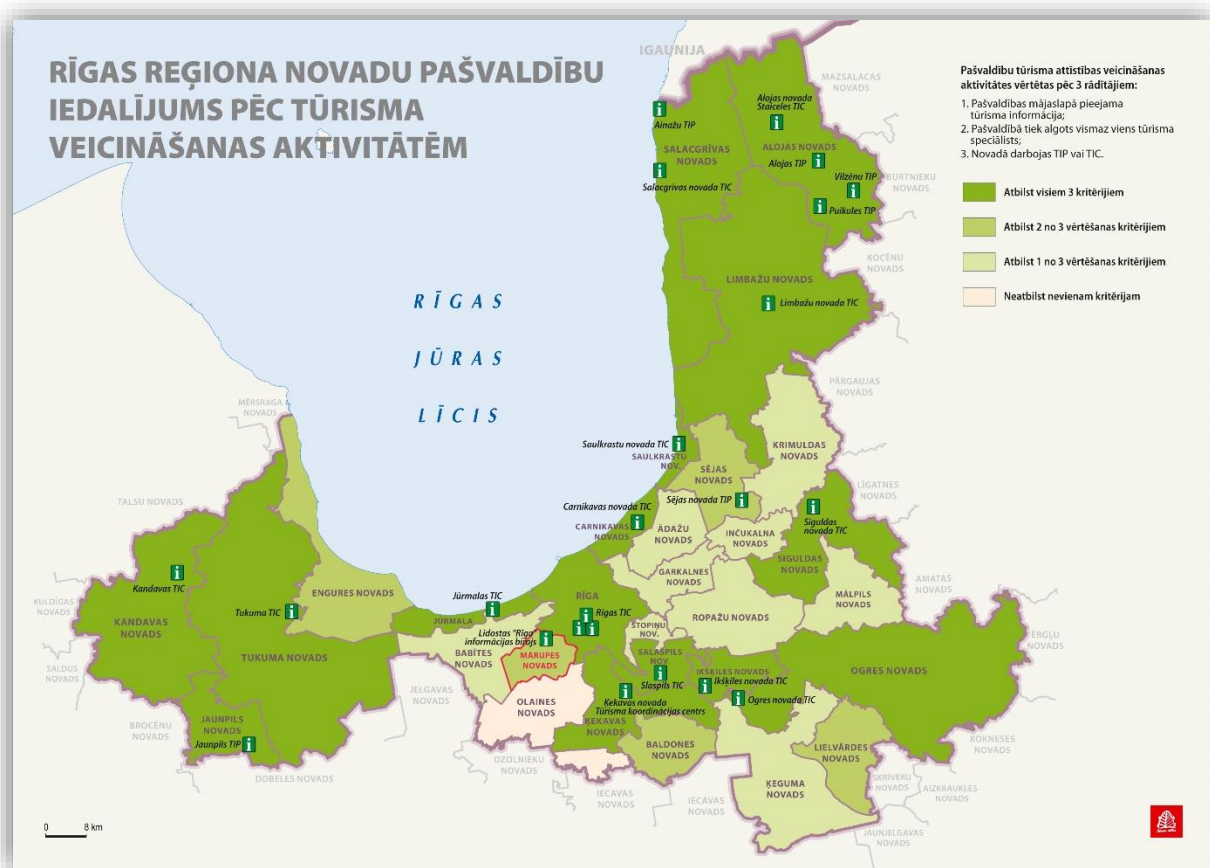 RĪGAS REĢIONA NOVADU PAŠVALDĪBU
IEDALĪJUMS PĒC TŪRISMA
VEICINĀŠANAS AKTIVITĀTĒM
Pašvaldību tūrisma attīstības veicināšanas
aktivitātes vērtētas pēc 3 rādītājiem:
1. Pašvaldības mājaslapā pieejama
tūrisma informācija;
2. Pašvaldībā tiek algots vismaz viens tūrisma
speciālists;
3. Novadā darbojas TIP vai TIC.
Atbilst visiem 3 kritērijiem
Atbilst 2 no 3 vērtēšanas kritērijiem
Atbilst 1 no 3 vērtēšanas kritērijiem
Neatbilst nevienam kritērijam
IGAUNIJA
MAZSALACAS
NOVADS
Ainažu TIP
Alojas novada
Staiceles TIC
SALACGRĪVAS
NOVADS
ALOJAS NOVADS
Alojas TIP
Vilzēnu TIP
Salacgrīvas novada TIC
BURTNIEKU
NOVADS
Puikules TIP
KOCĒNU
NOVADS
LIMBAŽU NOVADS
Limbažu novada TIC
RĪGAS
JŪRAS
LĪCIS
PĀRGAUJAS
NOVADS
MĒRSRAGA
NOVADS
Saulkrastu novada TIC
SAULKRASTU
NOV.
KRIMULDAS
NOVADS
SĒJAS
NOVADS
LĪGATNES
NOVADS
TALSU NOVADS
Sējas novada TIP
Carnikavas novada TIC
CARNIKAVAS
NOVADS
Siguldas
novada TIC
ĀDAŽU
NOVADS
INČUKALNA
NOVADS
SIGULDAS
NOVADS
GARKALNES
NOVADS
AMATAS
NOVADS
Kandavas TIC
ENGURES NOVADS
Jūrmalas TIC
RĪGA
MĀLPILS
NOVADS
KULDĪGAS
NOVADS
Tukuma TIC
JŪRMALA
Rīgas TIC
ROPAŽU NOVADS
KANDAVAS
NOVADS
Lidostas "Rīga"
informācijas birojs
STOPIŅU
NOV.
ĒRGĻU
NOVADS
BABĪTES
NOVADS
MĀRUPES
NOVADS
SALASPILS
NOV.
TUKUMA NOVADS
SALDUS
NOVADS
IKŠĶILES NOVADS
OGRES NOVADS
Slaspils TIC
Ikšķiles novada TIC
JELGAVAS
NOVADS
OLAINES
NOVADS
Ķekavas novada
Tūrisma koordinācijas centrs
Ogres novada TIC
JAUNPILS
NOVADS
BROCĒNU
NOVADS
ĶEKAVAS
NOVADS
KOKNESES
NOVADS
Jaunpils TIP
BALDONES
NOVADS
LIELVĀRDES
NOVADS
OZOLNIEKU
NOVADS
DOBELES NOVADS
ĶEGUMA
NOVADS
SKRĪVERU
NOVADS
AIZKRAUKLES
NOVADS
IECAVAS
NOVADS
IECAVAS
NOVADS
JAUNJELGAVAS
NOVADS
0 8 km